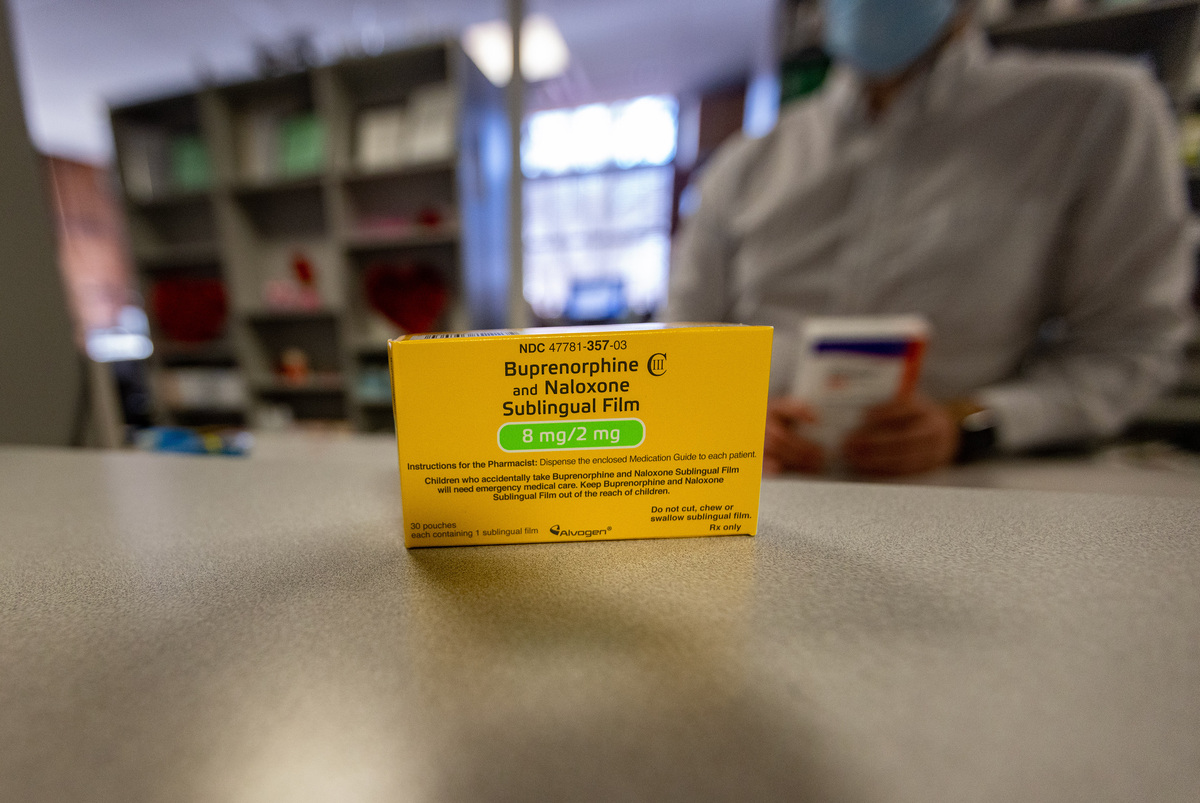 NDC 47781-357-03
Buprenorphine CIII
and Naloxone
Sublingual Film
8 mg/2 mg
Instructions for the Pharmacist: Dispense the enclosed Medication Guide to each patient.
Children who accidentally take Buprenorphine and Naloxone Sublingual Film
will need emergency medical care. Keep Buprenorphine and Naloxone
Sublingual Film out of the reach of children.
30 pouches
each containing 1 sublingual film
Alvogen®
Do not cut, chew or
swallow sublingual film.
Rx only